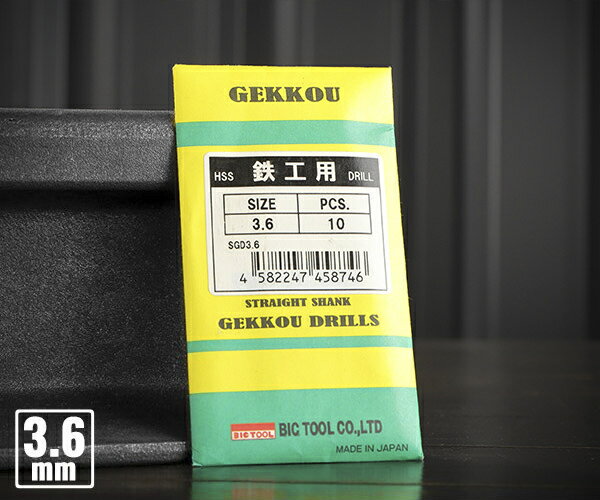 GEKKOU
HSS 鉄工用 DRILL
SIZE PCS.
3.6 10
SGD3.6
4 582247 458746
STRAIGHT SHANK
GEKKOU DRILLS
BIC TOOL BIC TOOL CO.,LTD
MADE IN JAPAN
3.6
mm